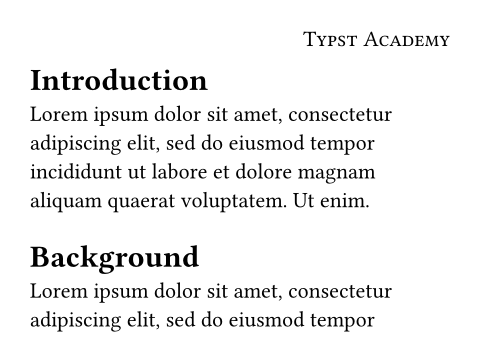 Typst Academy
Introduction
Lorem ipsum dolor sit amet, consectetur
adipiscing elit, sed do eiusmod tempor
incididunt ut labore et dolore magnam
aliquam quaerat voluptatem. Ut enim.
Background
Lorem ipsum dolor sit amet, consectetur
adipiscing elit, sed do eiusmod tempor